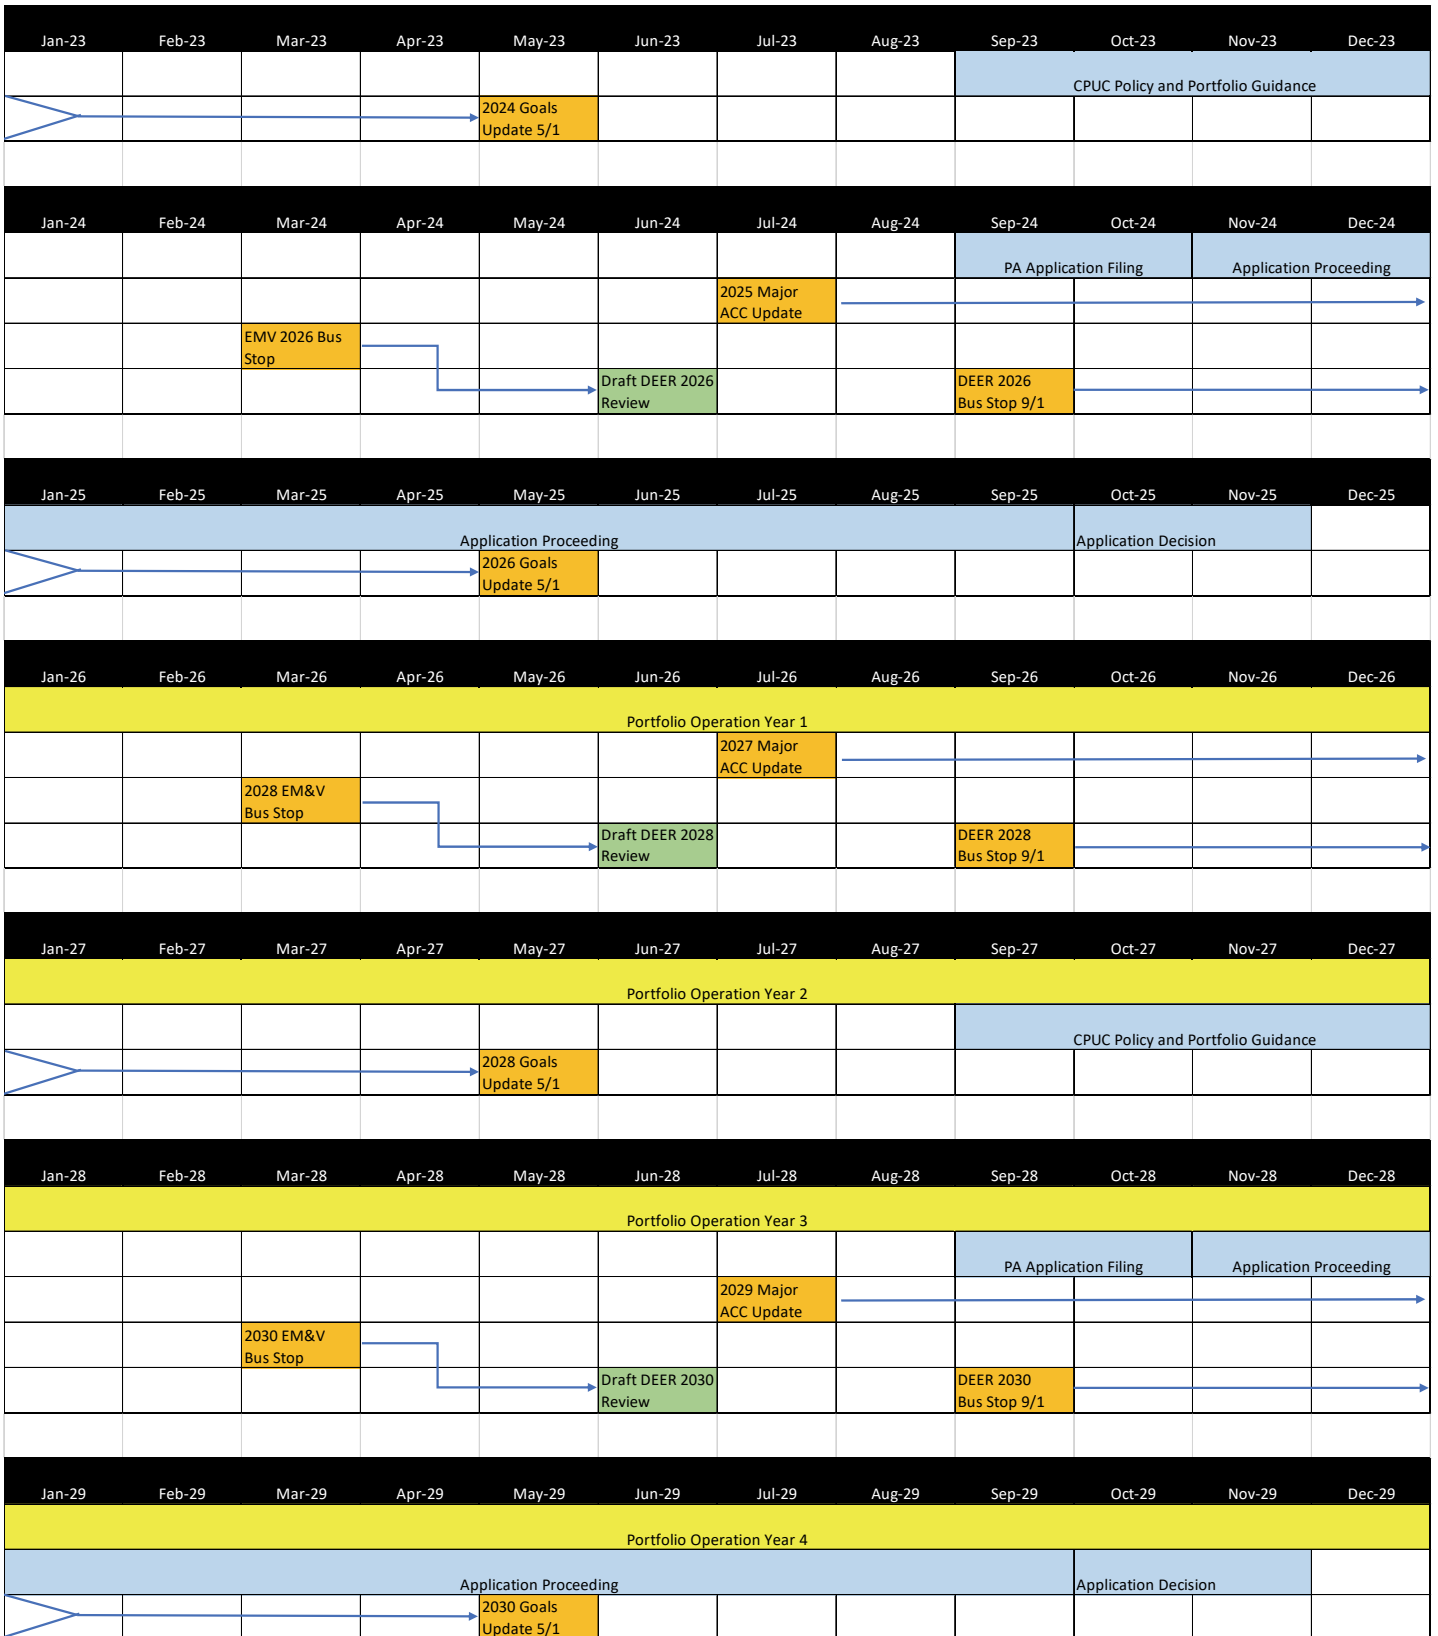 Jan-23 Feb-23 Mar-23 Apr-23 May-23 Jun-23 Jul-23 Aug-23 Sep-23 Oct-23 Nov-23 Dec-23
CPUC Policy and Portfolio Guidance
2024 Goals
Update 5/1
Jan-24 Feb-24 Mar-24 Apr-24 May-24 Jun-24 Jul-24 Aug-24 Sep-24 Oct-24 Nov-24 Dec-24
PA Application Filing Application Proceeding
2025 Major
ACC Update
EMV 2026 Bus
Stop
Draft DEER 2026
Review
DEER 2026
Bus Stop 9/1
Jan-25 Feb-25 Mar-25 Apr-25 May-25 Jun-25 Jul-25 Aug-25 Sep-25 Oct-25 Nov-25 Dec-25
Application Proceeding Application Decision
2026 Goals
Update 5/1
Jan-26 Feb-26 Mar-26 Apr-26 May-26 Jun-26 Jul-26 Aug-26 Sep-26 Oct-26 Nov-26 Dec-26
Portfolio Operation Year 1
2027 Major
ACC Update
2028 EM&V
Bus Stop
Draft DEER 2028
Review
DEER 2028
Bus Stop 9/1
Jan-27 Feb-27 Mar-27 Apr-27 May-27 Jun-27 Jul-27 Aug-27 Sep-27 Oct-27 Nov-27 Dec-27
Portfolio Operation Year 2
CPUC Policy and Portfolio Guidance
2028 Goals
Update 5/1
Jan-28 Feb-28 Mar-28 Apr-28 May-28 Jun-28 Jul-28 Aug-28 Sep-28 Oct-28 Nov-28 Dec-28
Portfolio Operation Year 3
PA Application Filing Application Proceeding
2029 Major
ACC Update
2030 EM&V
Bus Stop
Draft DEER 2030
Review
DEER 2030
Bus Stop 9/1
Jan-29 Feb-29 Mar-29 Apr-29 May-29 Jun-29 Jul-29 Aug-29 Sep-29 Oct-29 Nov-29 Dec-29
Portfolio Operation Year 4
Application Proceeding Application Decision
2030 Goals
Update 5/1